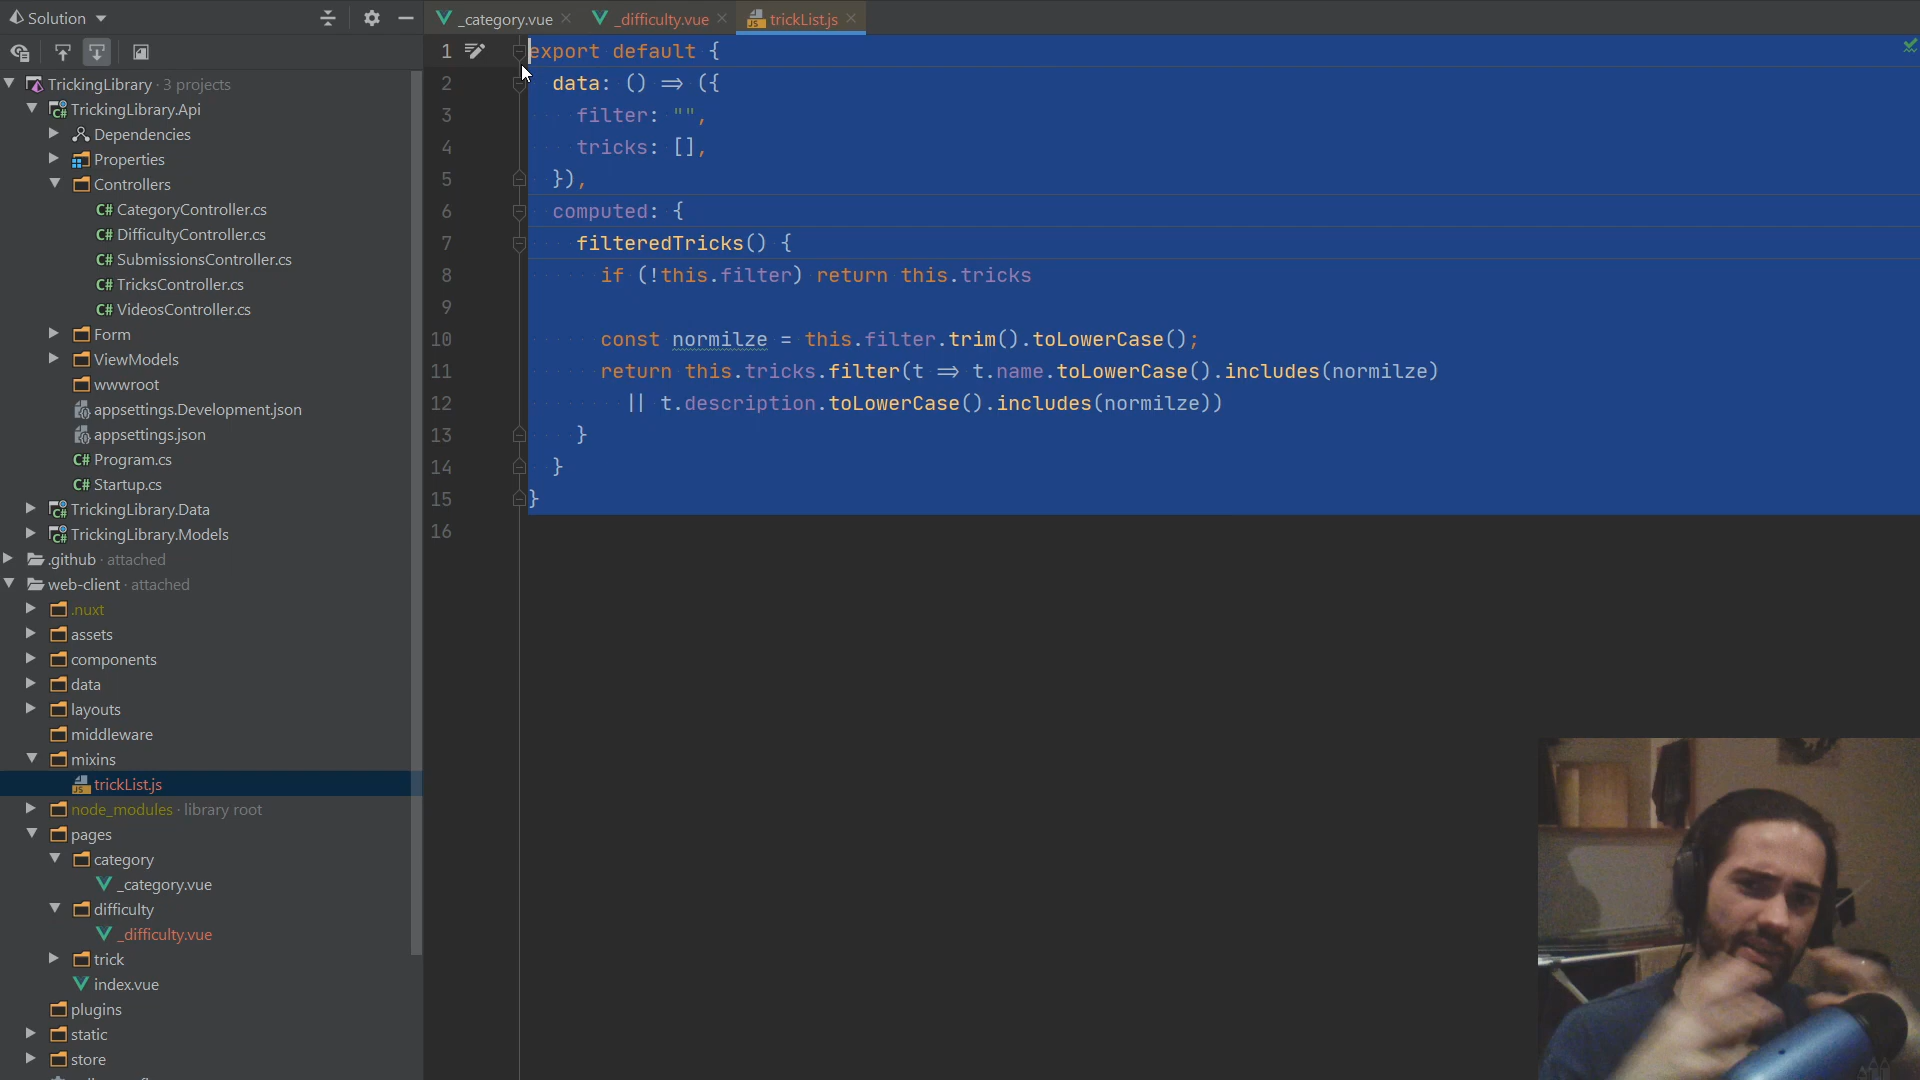 Solution
_category.vue
_difficulty.vue
trickList.js
TrickingLibrary · 3 projects
TrickingLibrary.Api
Dependencies
Properties
Controllers
C# CategoryController.cs
C# DifficultyController.cs
C# SubmissionsController.cs
C# TricksController.cs
C# VideosController.cs
Form
ViewModels
wwwroot
appsettings.Development.json
appsettings.json
C# Program.cs
C# Startup.cs
TrickingLibrary.Data
TrickingLibrary.Models
.github · attached
web-client · attached
.nuxt
assets
components
data
layouts
middleware
mixins
trickList.js
node_modules · library root
pages
category
_category.vue
difficulty
_difficulty.vue
trick
index.vue
plugins
static
store
1 export default {
2 data: () => ({
3 filter: "",
4 tricks: [],
5 }),
6 computed: {
7 filteredTricks() {
8 if (!this.filter) return this.tricks
9
10 const normilze = this.filter.trim().toLowerCase();
11 return this.tricks.filter(t => t.name.toLowerCase().includes(normilze)
12 || t.description.toLowerCase().includes(normilze))
13 }
14 }
15 }
16